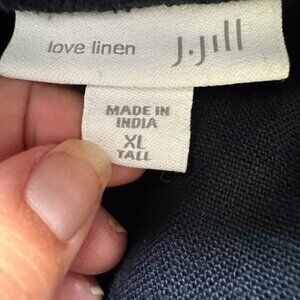 love linen
J.Jill
MADE IN
INDIA
XL
TALL